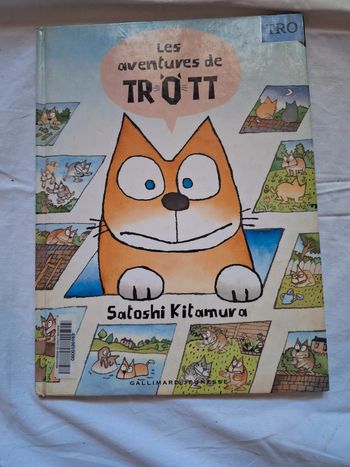 TRO
Les
aventures de
TROTT
Satoshi Kitamura
GALLIMARD JEUNESSE